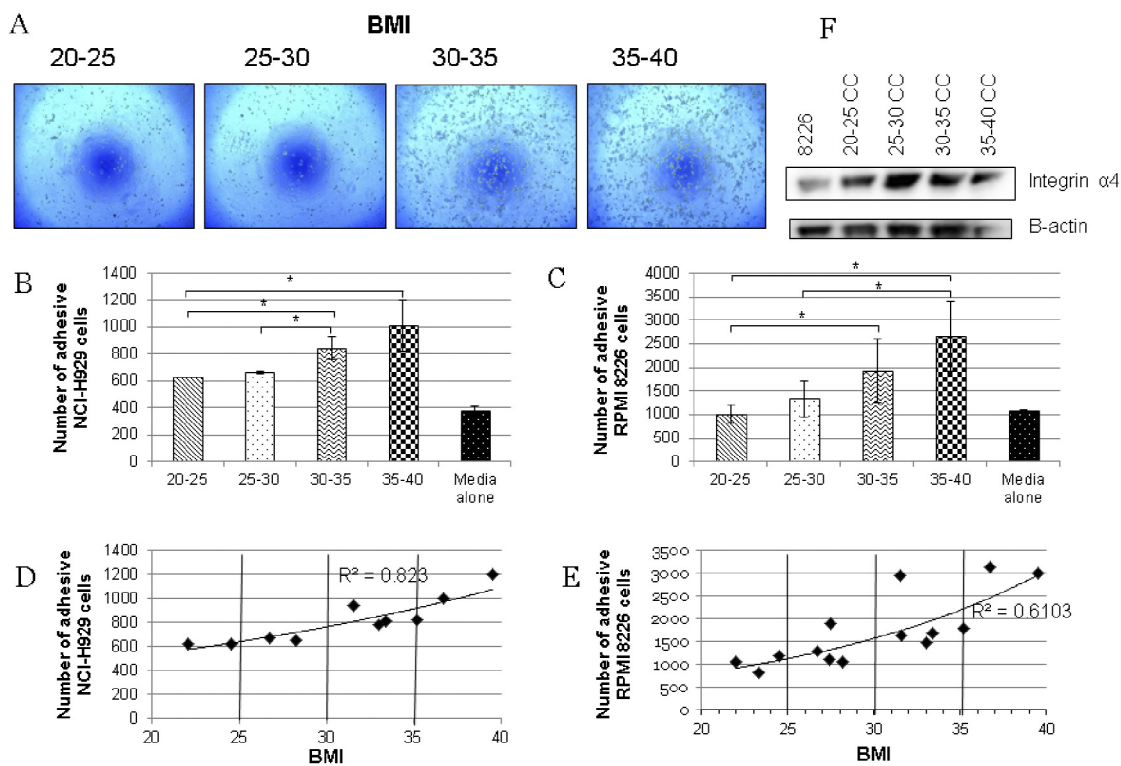 A
BMI
20-25
25-30
30-35
35-40
F
8226
20-25 CC
25-30 CC
30-35 CC
35-40 CC
Integrin α4
B-actin
B
Number of adhesive
NCI-H929 cells
1400
1200
1000
800
600
400
200
0
*
*
*
20-25
25-30
30-35
35-40
Media
alone
C
Number of adhesive
RPMI 8226 cells
4000
3500
3000
2500
2000
1500
1000
500
0
*
*
*
20-25
25-30
30-35
35-40
Media
alone
D
Number of adhesive
NCI-H929 cells
1400
1200
1000
800
600
400
200
0
R² = 0.823
20
25
30
35
40
BMI
E
Number of adhesive
RPMI 8226 cells
3500
3000
2500
2000
1500
1000
500
0
R² = 0.6103
20
25
30
35
40
BMI